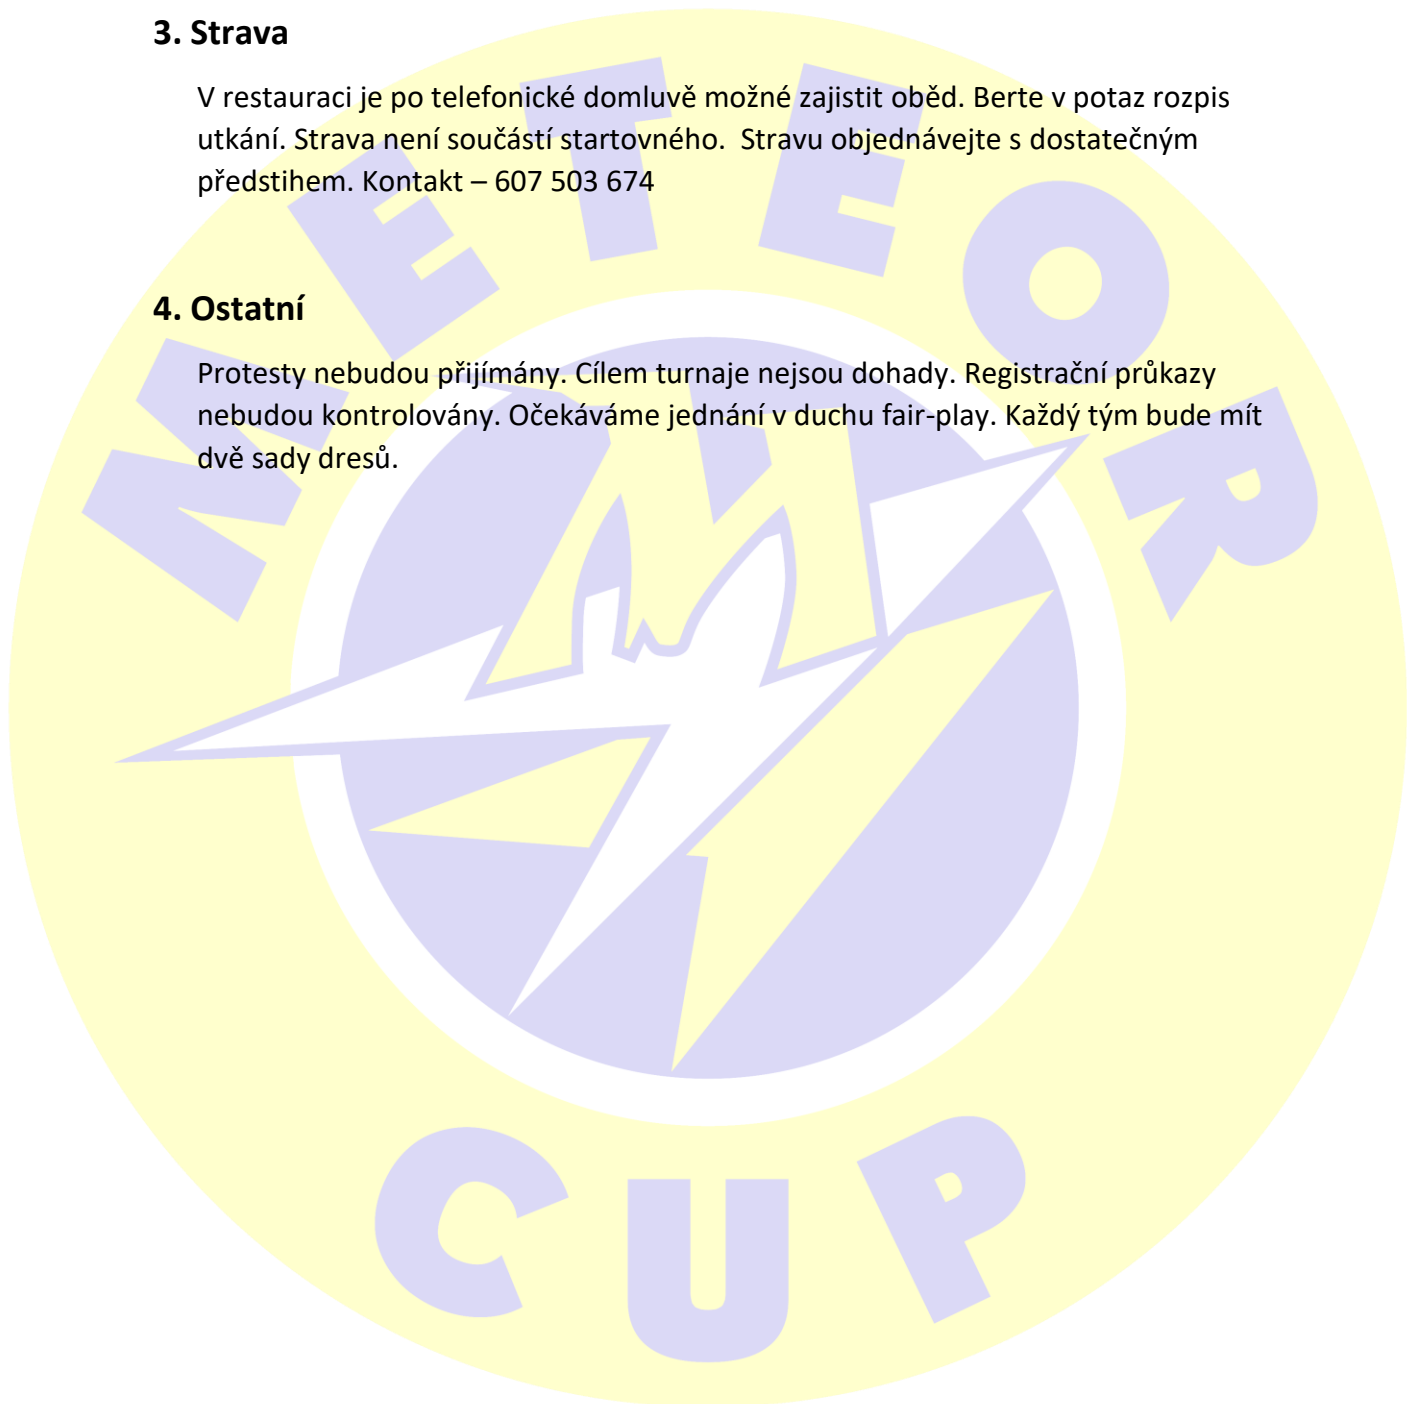 3. Strava
V restauraci je po telefonické domluvě možné zajistit oběd. Berte v potaz rozpis
utkání. Strava není součástí startovného.  Stravu objednávejte s dostatečným
předstihem. Kontakt – 607 503 674
4. Ostatní
Protesty nebudou přijímány. Cílem turnaje nejsou dohady. Registrační průkazy
nebudou kontrolovány. Očekáváme jednání v duchu fair-play. Každý tým bude mít
dvě sady dresů.
METEOR
CUP